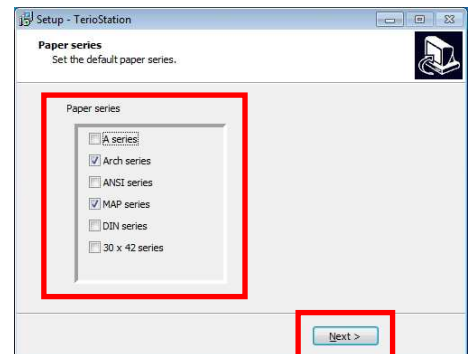 Setup - TerioStation
Paper series
Set the default paper series.
Paper series
A series
Arch series
ANSI series
MAP series
DIN series
30 x 42 series
Next >